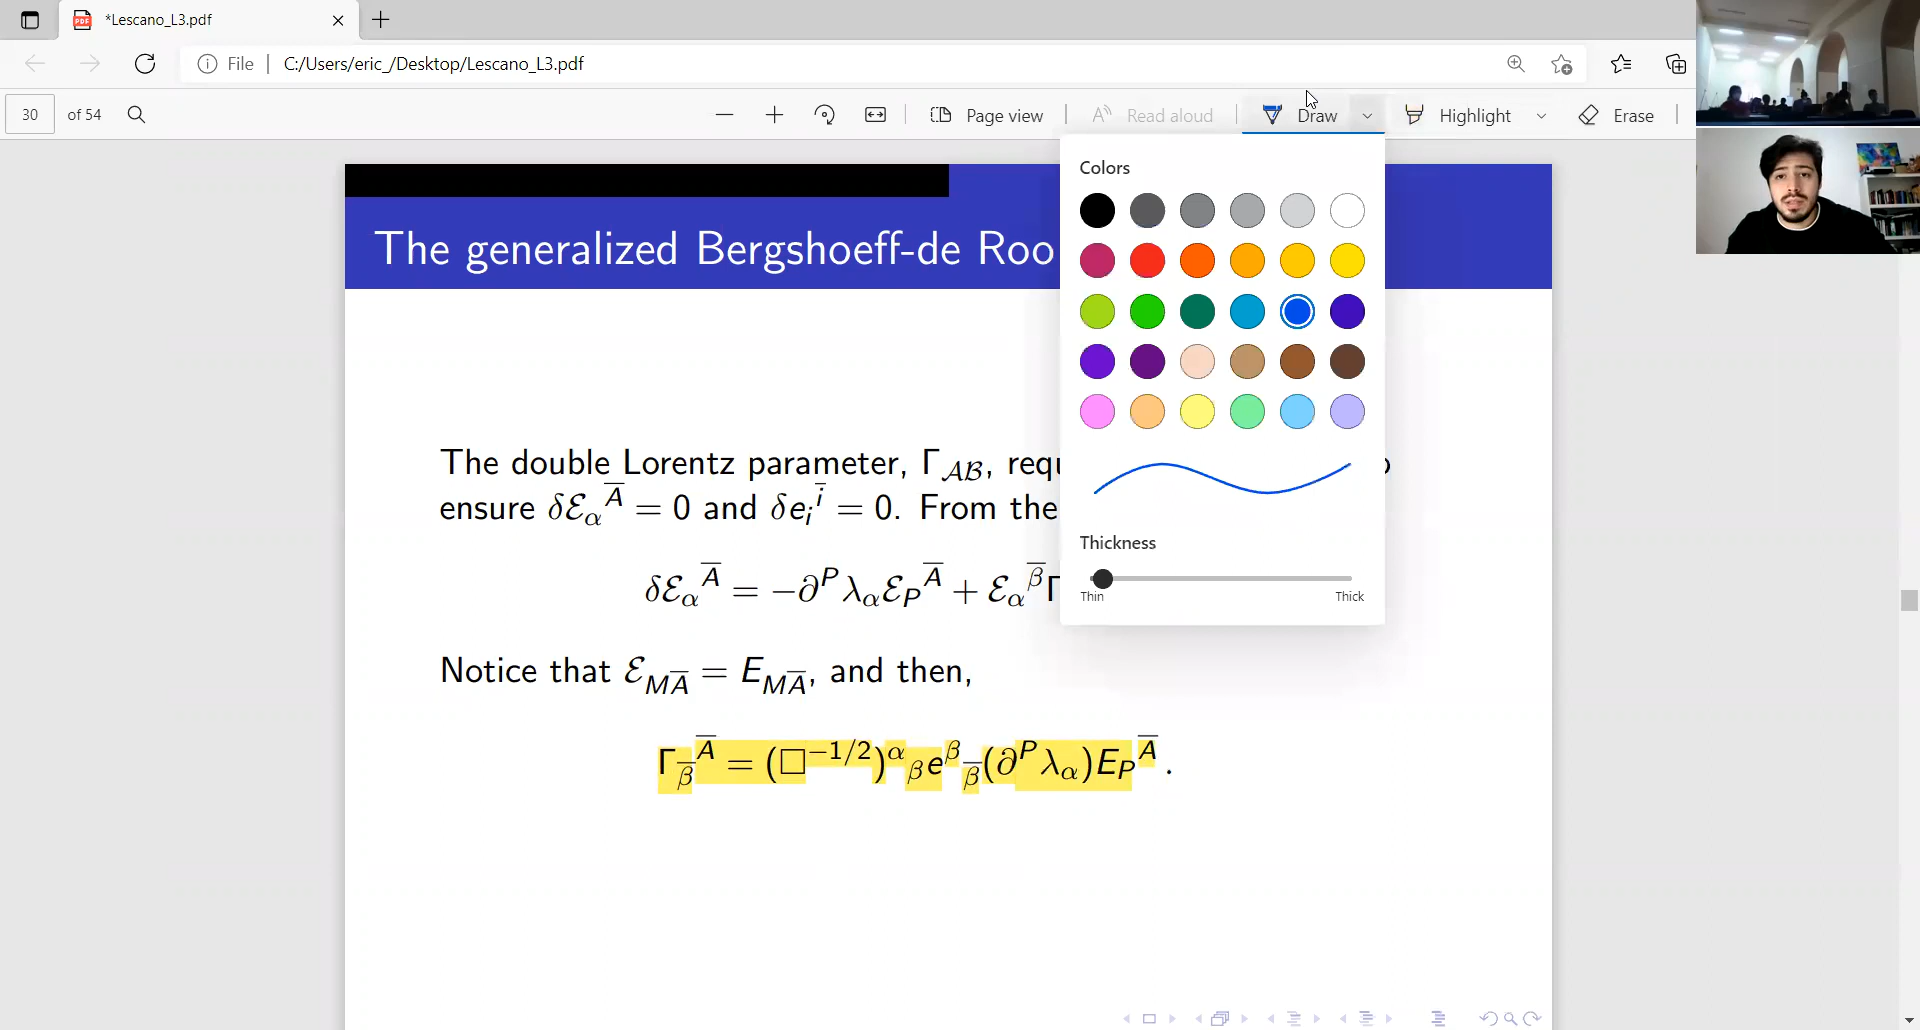 *Lescano_L3.pdf
File | C:/Users/eric_/Desktop/Lescano_L3.pdf
30 of 54 Page view Read aloud Draw Highlight Erase
Colors
Thickness
Thin Thick
The generalized Bergshoeff-de Roo
The double Lorentz parameter, Γ_{𝒜ℬ}, requ
ensure δℰ_α^{A̅} = 0 and δe_i^{i̅} = 0. From the
δℰ_α^{A̅} = −∂^P λ_α ℰ_P^{A̅} + ℰ_α^{β̅} Γ
Notice that ℰ_{MA̅} = E_{MA̅}, and then,
Γ_{β̅}^{A̅} = (□^{−1/2})^α_β e^β_{β̅} (∂^P λ_α) E_P^{A̅}.